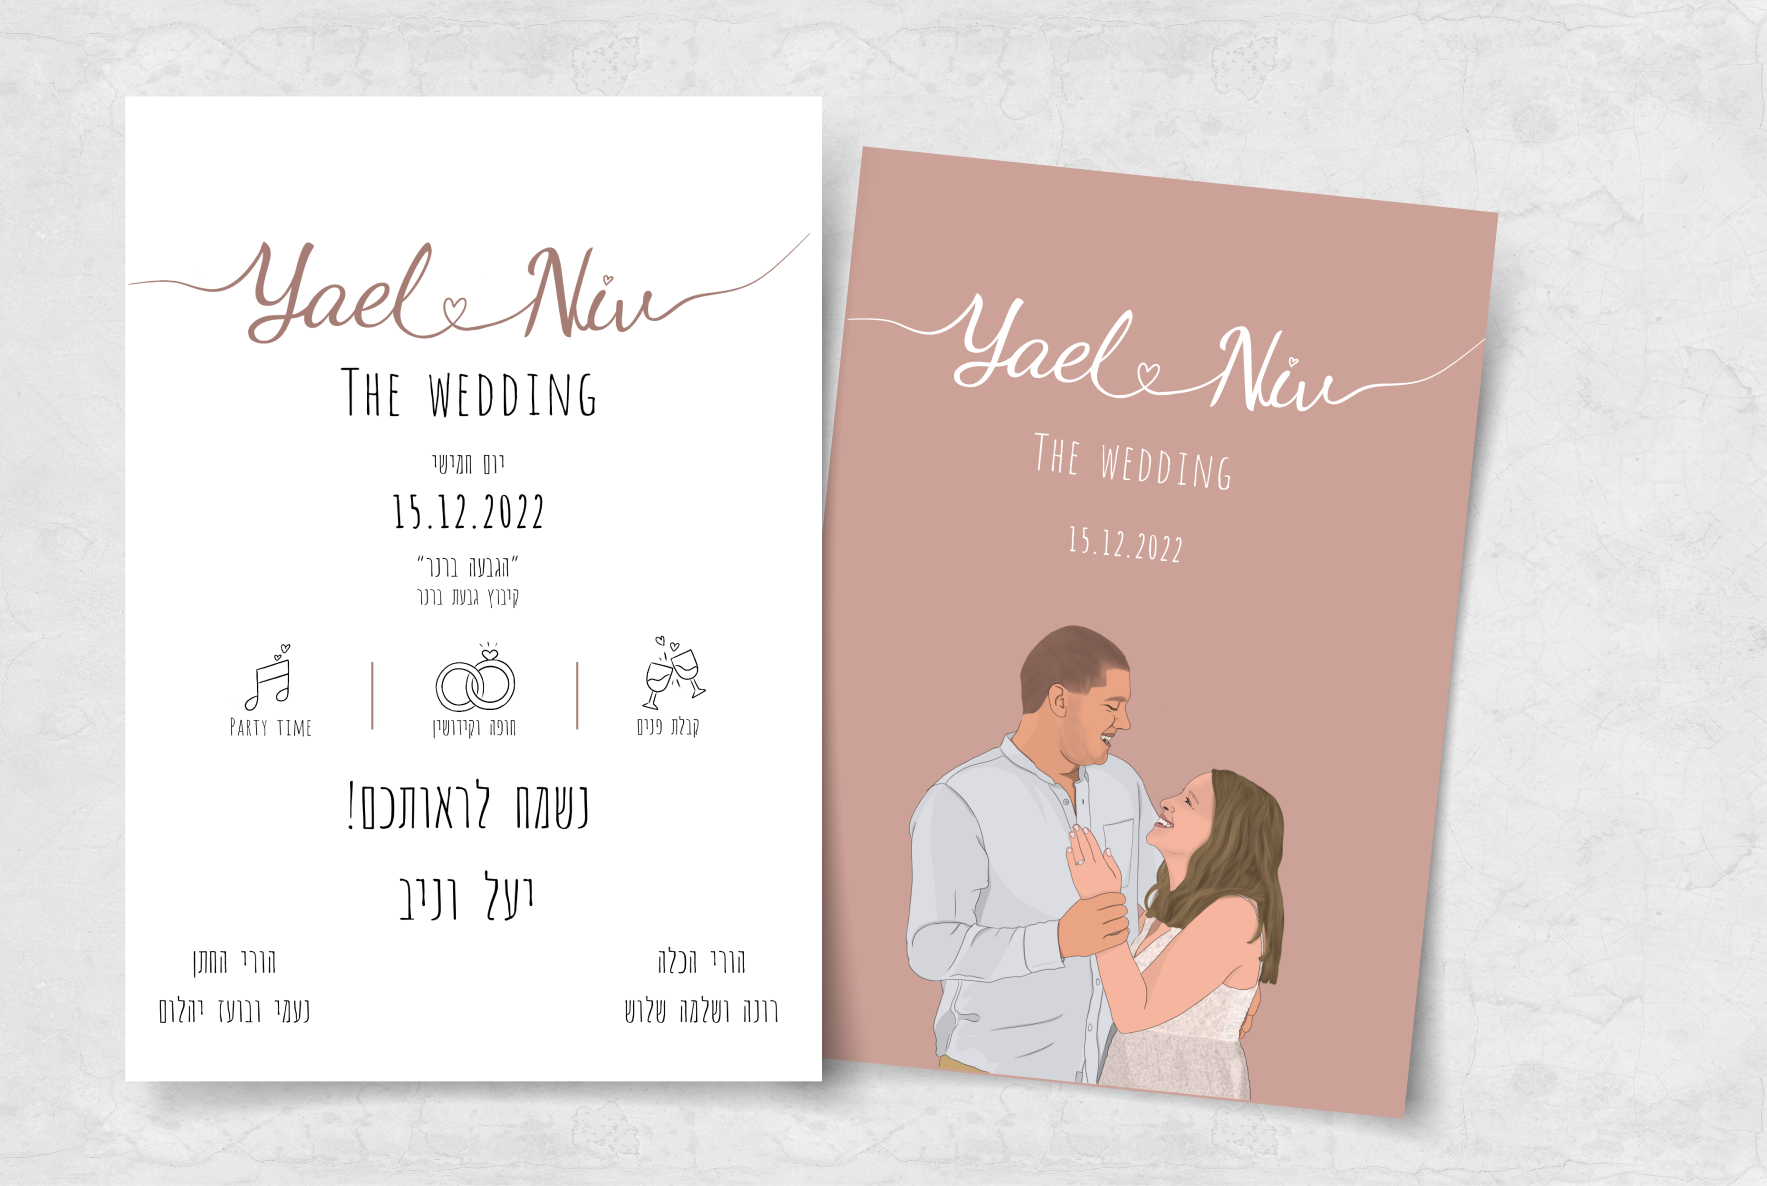 Yael Niv
The wedding
יום חמישי
15.12.2022
"הגבעה ברנר"
קיבוץ גבעת ברנר
קבלת פנים
חופה וקידושין
Party time
נשמח לראותכם!
יעל וניב
הורי הכלה
רונה ושלמה שלוש
הורי החתן
נעמי ובועז יהלום
Yael Niv
The wedding
15.12.2022